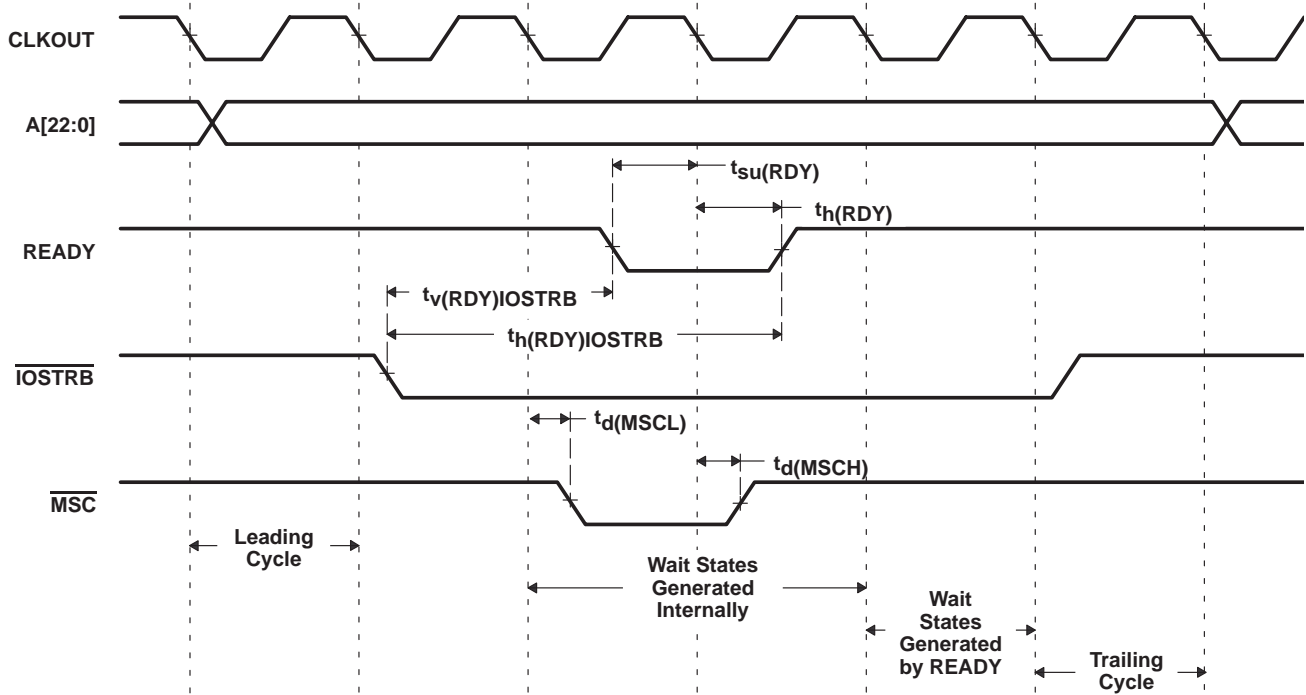 CLKOUT
A[22:0]
tsu(RDY)
th(RDY)
READY
tv(RDY)IOSTRB
th(RDY)IOSTRB
IOSTRB
td(MSCL)
td(MSCH)
MSC
Leading
Cycle
Wait States
Generated
Internally
Wait
States
Generated
by READY
Trailing
Cycle